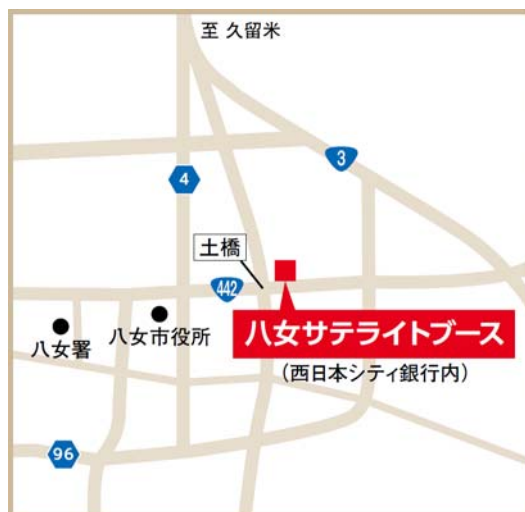 至 久留米
3
4
土橋
442
八女サテライトブース
(西日本シティ銀行内)
八女市役所
八女署
96